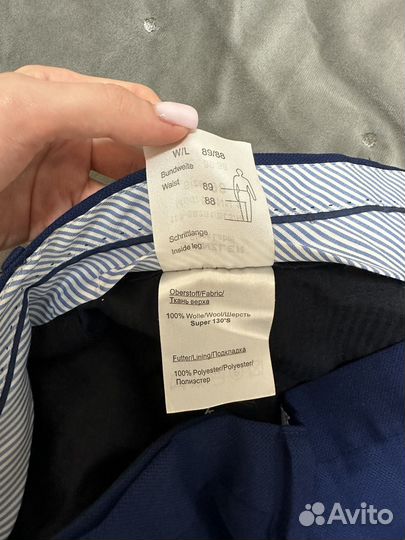 W/L 89/88
Bundweite
Waist 89
88
Schrittlange
Inside leg
Oberstoff/Fabric/
Ткань верха
100% Wolle/Wool/Шерсть
Super 130'S
Futter/Lining/Подкладка
100% Polyester/Polyester/
Полиэстер
Avito